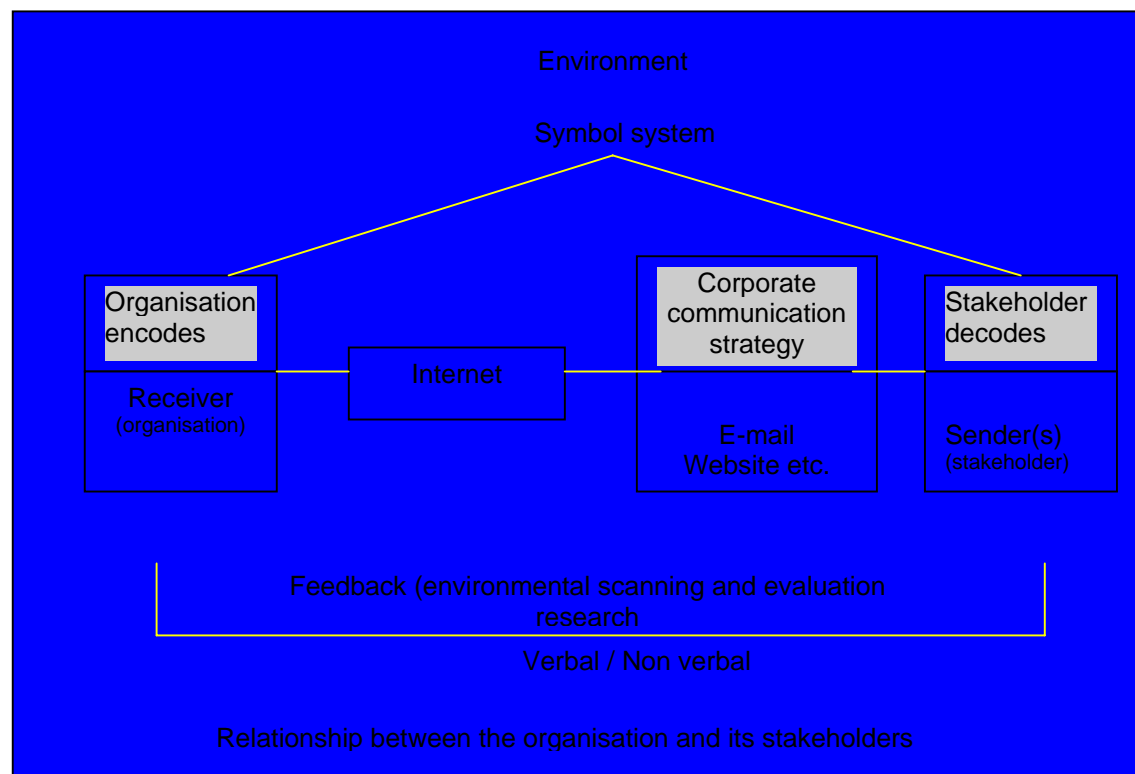 Environment
Symbol system
Organisation
encodes
Receiver
(organisation)
Internet
Corporate
communication
strategy
E-mail
Website etc.
Stakeholder
decodes
Sender(s)
(stakeholder)
Feedback (environmental scanning and evaluation
research
Verbal / Non verbal
Relationship between the organisation and its stakeholders